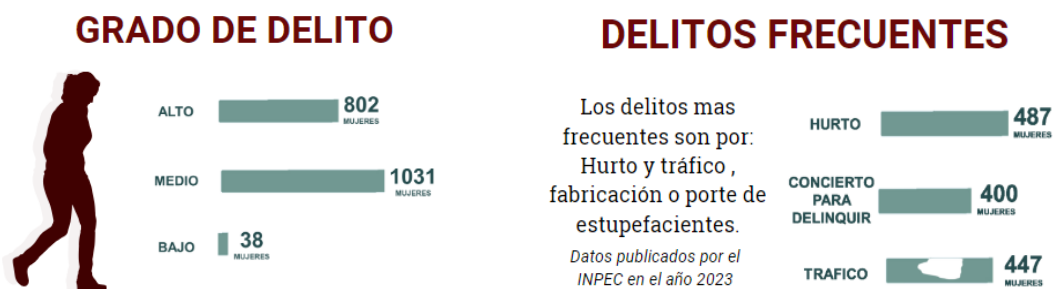 GRADO DE DELITO
ALTO
802
MUJERES
MEDIO
1031
MUJERES
BAJO
38
MUJERES
DELITOS FRECUENTES
Los delitos mas
frecuentes son por:
Hurto y tráfico ,
fabricación o porte de
estupefacientes.
Datos publicados por el
INPEC en el año 2023
HURTO
487
MUJERES
CONCIERTO
PARA
DELINQUIR
400
MUJERES
TRAFICO
447
MUJERES